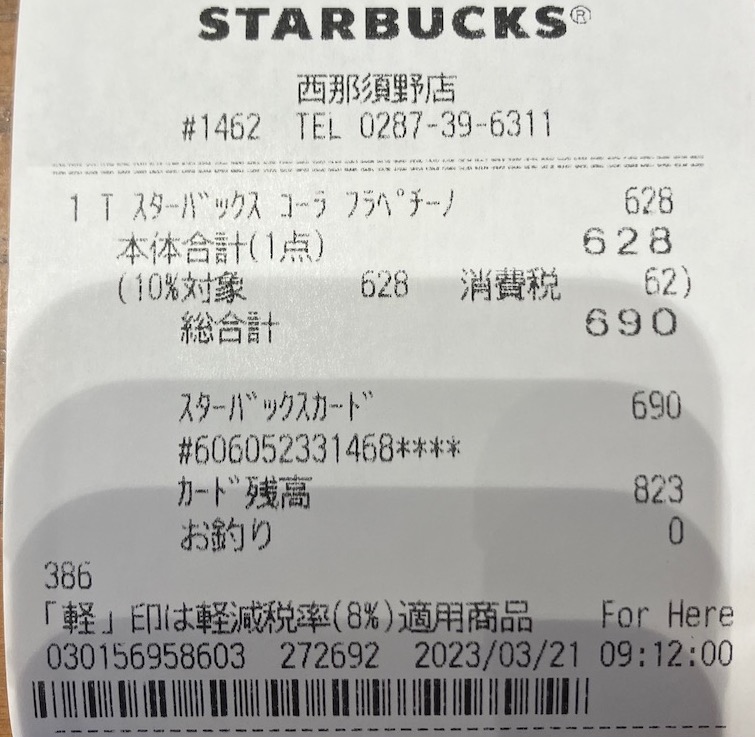 STARBUCKS®
西那須野店
#1462 TEL 0287-39-6311
1 T ｽﾀｰﾊﾞｯｸｽ ｺｰﾗ ﾌﾗﾍﾟﾁｰﾉ 628
本体合計(1点) 628
(10%対象 628 消費税 62)
総合計 690
ｽﾀｰﾊﾞｯｸｽｶｰﾄﾞ 690
#606052331468****
ｶｰﾄﾞ残高 823
お釣り 0
386
「軽」印は軽減税率(8%)適用商品 For Here
030156958603 272692 2023/03/21 09:12:00